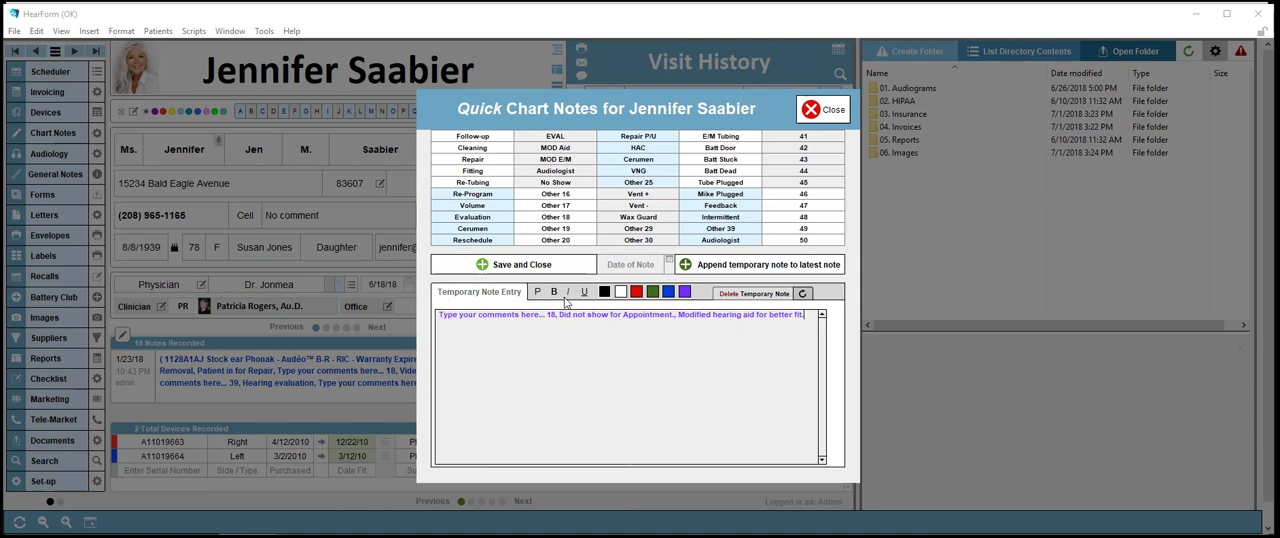 HearForm (OK)
File Edit View Insert Format Patients Scripts Window Tools Help
Jennifer Saabier
Visit History
Create Folder List Directory Contents Open Folder
Name Date modified Type Size
01. Audiograms 6/26/2018 5:00 PM File folder
02. HIPAA 6/10/2018 11:32 AM File folder
03. Insurance 7/1/2018 3:23 PM File folder
04. Invoices 7/1/2018 3:23 PM File folder
05. Reports 6/10/2018 11:32 AM File folder
06. Images 7/1/2018 3:24 PM File folder
Scheduler
Invoicing
Devices
Chart Notes
Audiology
General Notes
Forms
Letters
Envelopes
Labels
Recalls
Battery Club
Images
Suppliers
Reports
Checklist
Marketing
Tele-Market
Documents
Search
Set-up
A B C D E F G H I J K L M N O P
Ms. Jennifer Jen M. Saabier
15234 Bald Eagle Avenue 83607
(208) 965-1165 Cell No comment
8/8/1939 78 F Susan Jones Daughter jennifer@
Physician Dr. Jonmea 6/18/18
Clinician PR Patricia Rogers, Au.D. Hear
Previous Next
18 Notes Recorded
1/23/18
10:43 PM
admin
( 1128A1AJ Stock ear Phonak - Audéo™ B-R - RIC - Warranty Expire
Removal, Patient in for Repair, Type your comments here... 18, Vide
comments here... 39, Hearing evaluation, Type your comments here
2 Total Devices Recorded
A11019663 Right 4/12/2010 12/22/10 Pl
A11019664 Left 3/2/2010 3/12/10 Pl
Enter Serial Number Side / Type Purchased Date Fit Su
Previous Next Logged in as: Admin
Quick Chart Notes for Jennifer Saabier
Close
Follow-up EVAL Repair P/U E/M Tubing 41
Cleaning MOD Aid HAC Batt Door 42
Repair MOD E/M Cerumen Batt Stuck 43
Fitting Audiologist VNG Batt Dead 44
Re-Tubing No Show Other 25 Tube Plugged 45
Re-Program Other 16 Vent + Mike Plugged 46
Volume Other 17 Vent - Feedback 47
Evaluation Other 18 Wax Guard Intermittent 48
Cerumen Other 19 Other 29 Other 39 49
Reschedule Other 20 Other 30 Audiologist 50
Save and Close Date of Note Append temporary note to latest note
Temporary Note Entry P B I U Delete Temporary Note
Type your comments here... 18, Did not show for Appointment., Modified hearing aid for better fit,